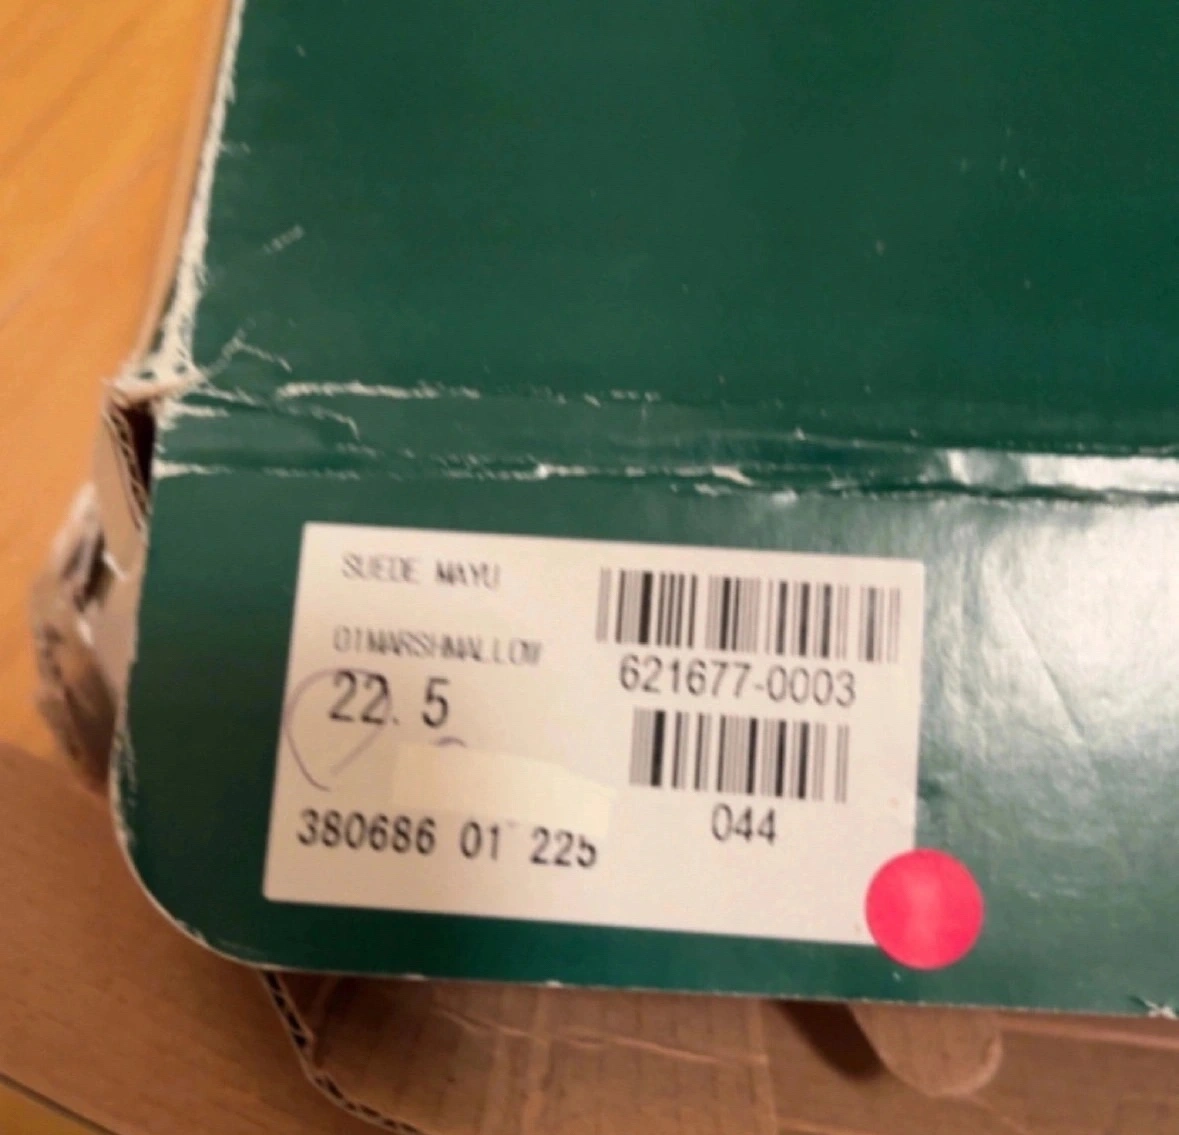 SUEDE MAYU
01MARSHMALLOW
22.5
380686 01 225
621677-0003
044